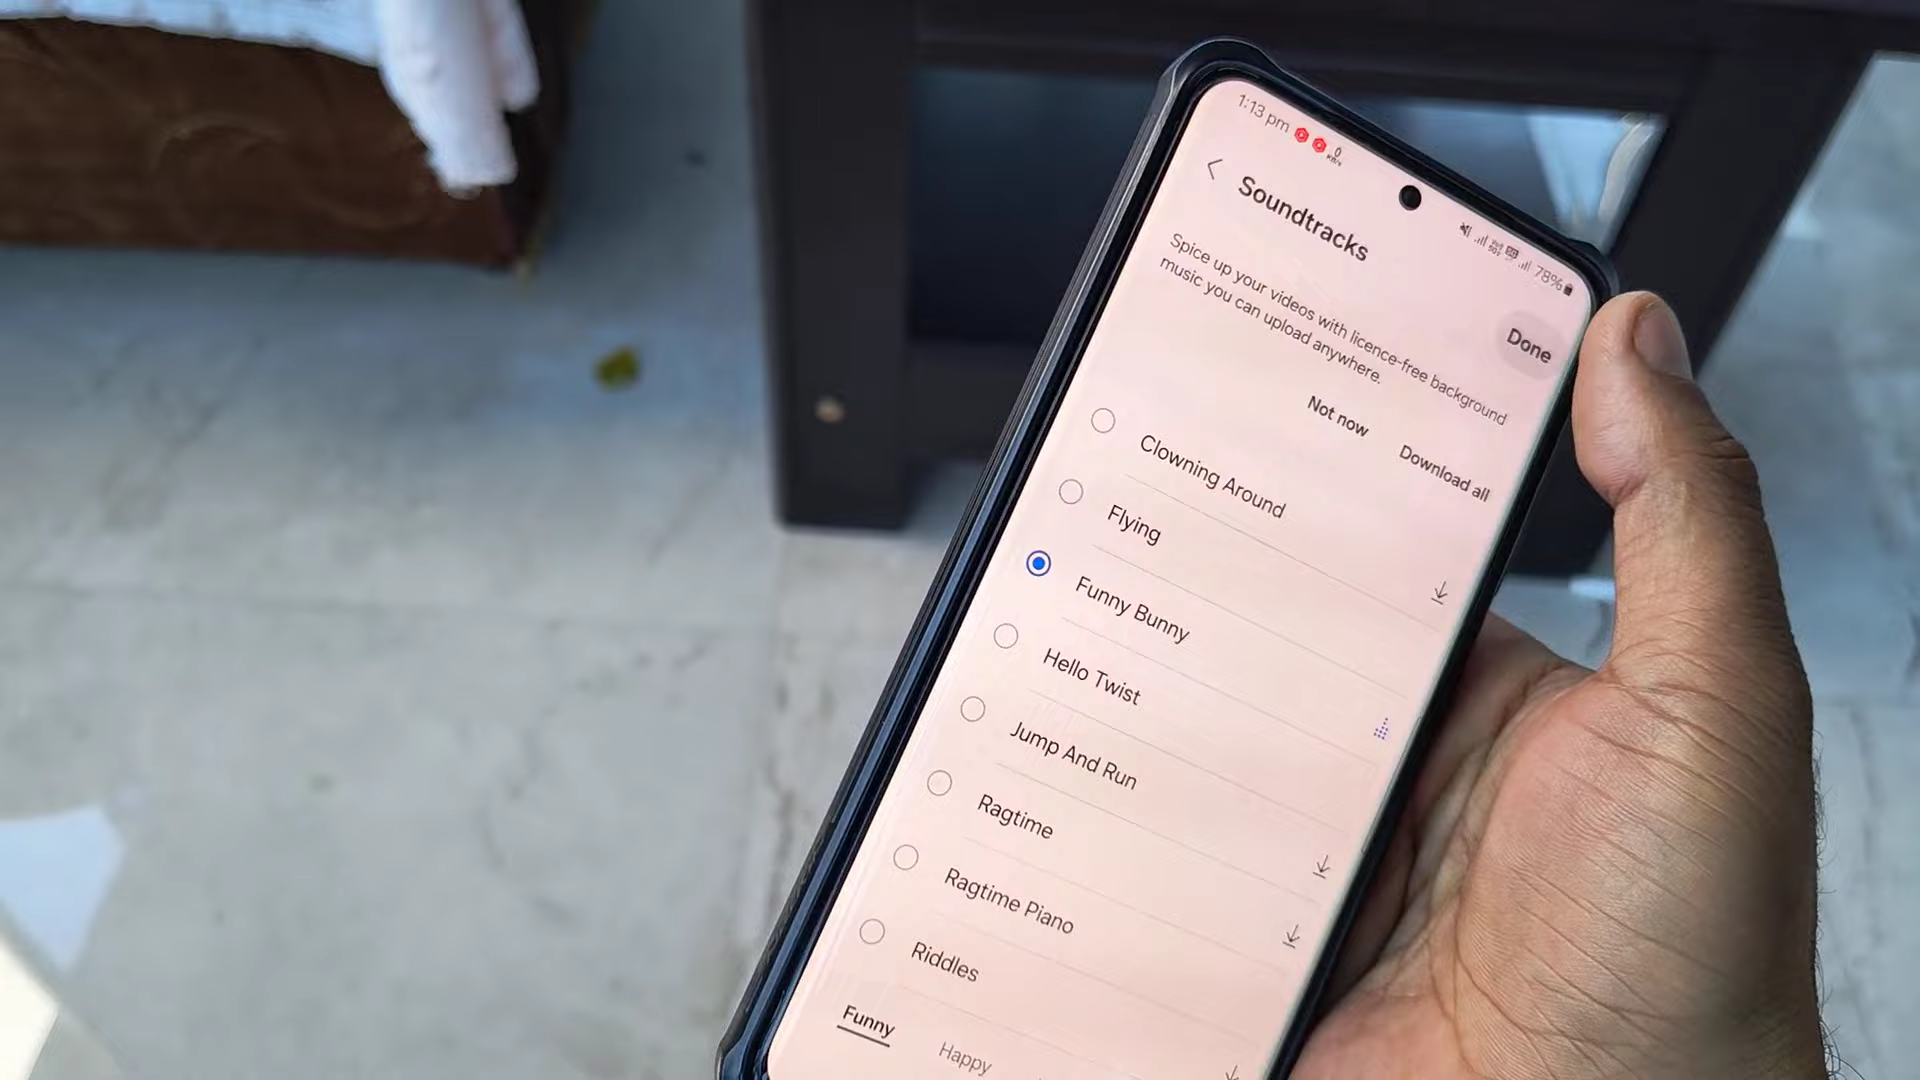 1:13 pm
0
KB/s
78%
Soundtracks
Spice up your videos with licence-free background
music you can upload anywhere.
Done
Not now
Download all
Clowning Around
Flying
Funny Bunny
Hello Twist
Jump And Run
Ragtime
Ragtime Piano
Riddles
Funny
Happy